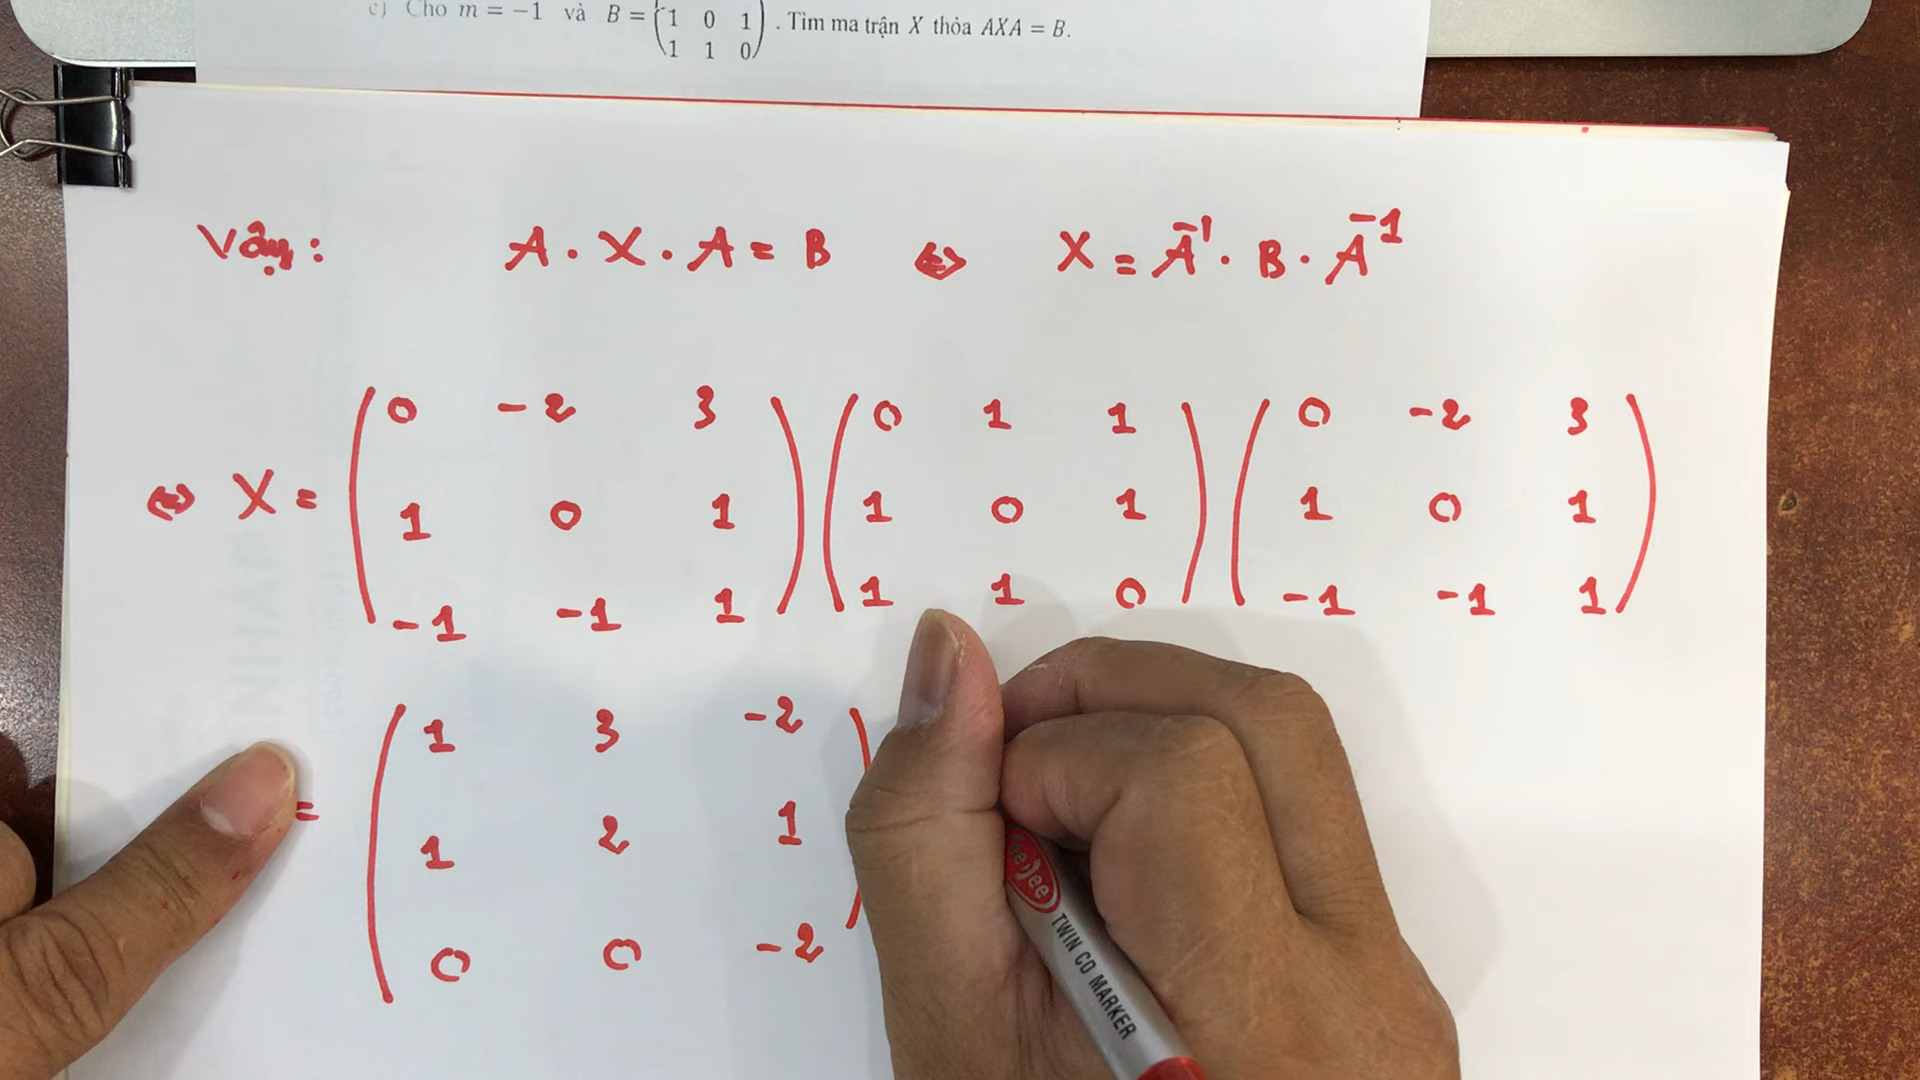 c) Cho m = −1 và B = (1 0 1
1 1 0). Tìm ma trận X thỏa AXA = B.
Vậy: A . X . A = B ⇔ X = A⁻¹ . B . A⁻¹
⇔ X = (0 -2 3) (0 1 1) (0 -2 3)
(1 0 1) (1 0 1) (1 0 1)
(-1 -1 1) (1 1 0) (-1 -1 1)
= (1 3 -2)
(1 2 1)
(0 0 -2
TWIN CD MARKER